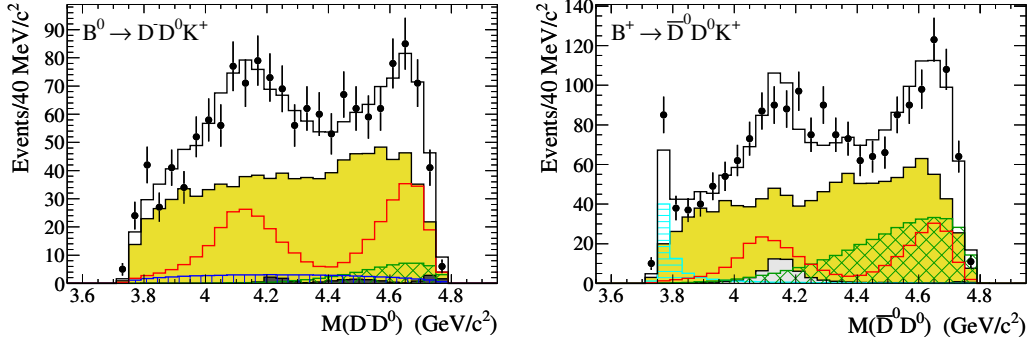 Events/40 MeV/c²
B⁰ → D⁻D⁰K⁺
90
80
70
60
50
40
30
20
10
0
3.6 3.8 4 4.2 4.4 4.6 4.8
M(D⁻D⁰) (GeV/c²)
Events/40 MeV/c²
B⁺ → D̅⁰D⁰K⁺
140
120
100
80
60
40
20
0
3.6 3.8 4 4.2 4.4 4.6 4.8
M(D̅⁰D⁰) (GeV/c²)